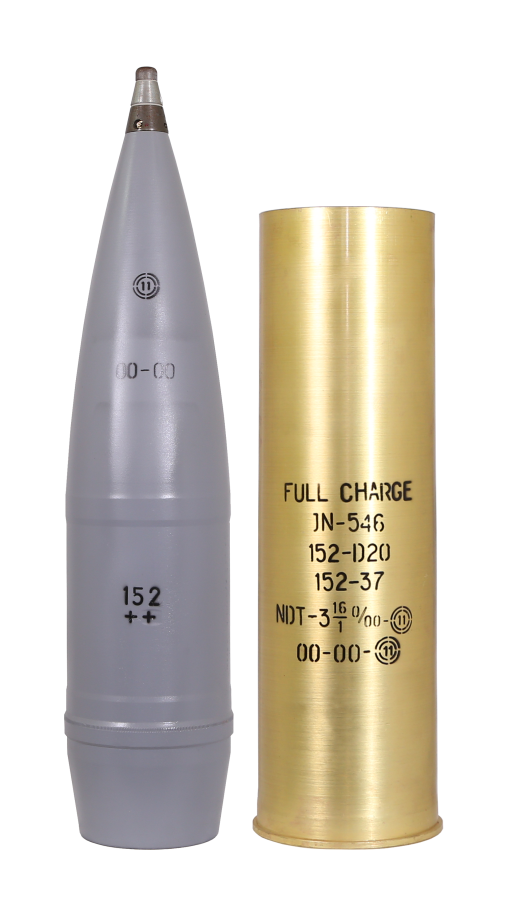 11
00-00
152
++
FULL CHARGE
JN-546
152-D20
152-37
NDT-3 16/1 0/00-11
00-00-11